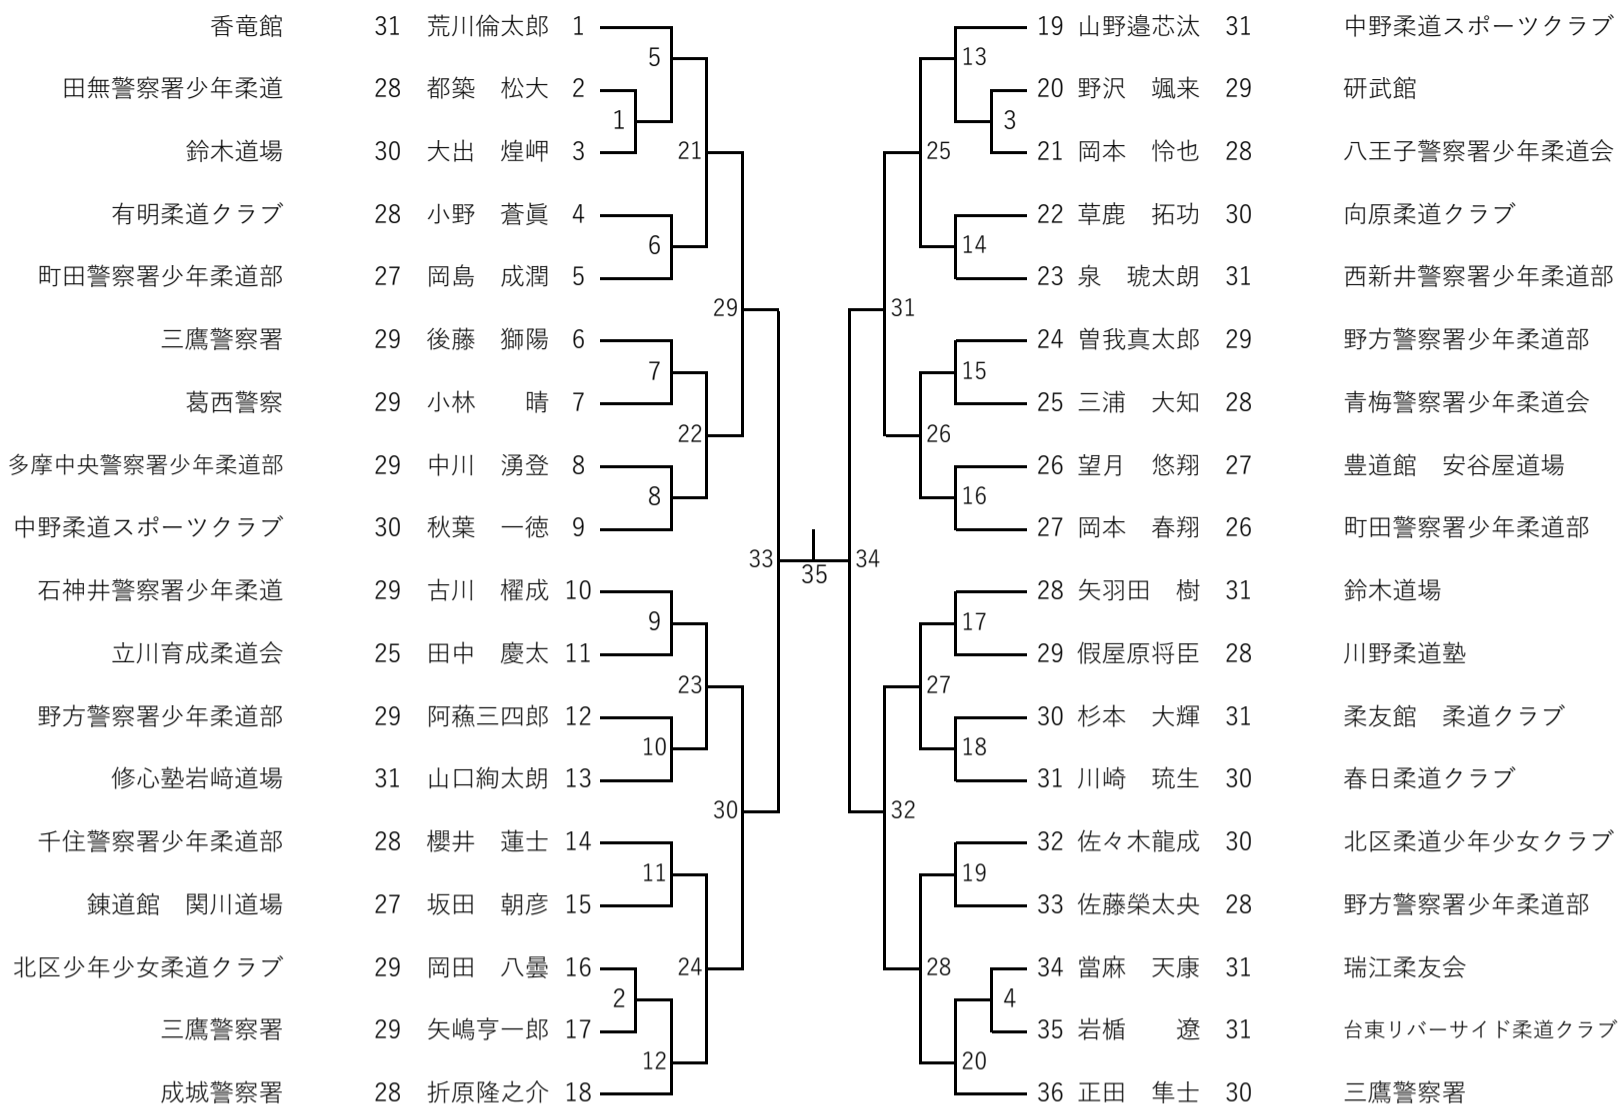 香竜館 31 荒川倫太郎 1
田無警察署少年柔道 28 都築 松大 2
鈴木道場 30 大出 煌岬 3
有明柔道クラブ 28 小野 蒼眞 4
町田警察署少年柔道部 27 岡島 成潤 5
三鷹警察署 29 後藤 獅陽 6
葛西警察 29 小林 晴 7
多摩中央警察署少年柔道部 29 中川 湧登 8
中野柔道スポーツクラブ 30 秋葉 一徳 9
石神井警察署少年柔道 29 古川 櫂成 10
立川育成柔道会 25 田中 慶太 11
野方警察署少年柔道部 29 阿蘓三四郎 12
修心塾岩﨑道場 31 山口絢太朗 13
千住警察署少年柔道部 28 櫻井 蓮士 14
錬道館 関川道場 27 坂田 朝彦 15
北区少年少女柔道クラブ 29 岡田 八曇 16
三鷹警察署 29 矢嶋亨一郎 17
成城警察署 28 折原隆之介 18
5
1
21
6
29
7
22
8
33
9
23
10
30
11
24
2
12
35
34
13
3
25
14
31
15
26
16
17
27
18
32
19
28
4
20
19 山野邉芯汰 31 中野柔道スポーツクラブ
20 野沢 颯来 29 研武館
21 岡本 怜也 28 八王子警察署少年柔道会
22 草鹿 拓功 30 向原柔道クラブ
23 泉 琥太朗 31 西新井警察署少年柔道部
24 曽我真太郎 29 野方警察署少年柔道部
25 三浦 大知 28 青梅警察署少年柔道会
26 望月 悠翔 27 豊道館 安谷屋道場
27 岡本 春翔 26 町田警察署少年柔道部
28 矢羽田 樹 31 鈴木道場
29 假屋原将臣 28 川野柔道塾
30 杉本 大輝 31 柔友館 柔道クラブ
31 川崎 琉生 30 春日柔道クラブ
32 佐々木龍成 30 北区柔道少年少女クラブ
33 佐藤榮太央 28 野方警察署少年柔道部
34 當麻 天康 31 瑞江柔友会
35 岩楯 遼 31 台東リバーサイド柔道クラブ
36 正田 隼士 30 三鷹警察署